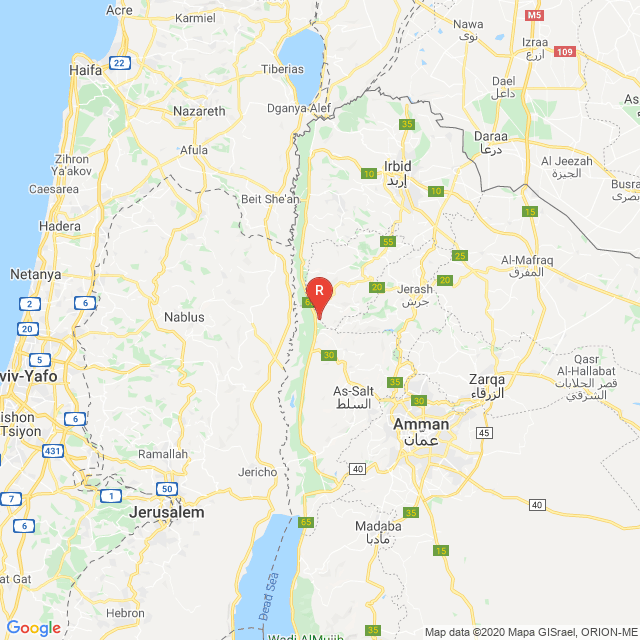 Acre
Karmiel
M5
Nawa
نوى
Izraa
ازرع
Haifa
22
109
Tiberias
Dael
داعل
Nazareth
Dganya Alef
35
Daraa
درعا
Afula
Zihron
Ya'akov
Irbid
إربد
Al Jeezah
الجيزة
Caesarea
10
10
Busra
بصرى
Beit She'an
Hadera
15
55
25
Al-Mafraq
المفرق
Netanya
2
6
20
20
Jerash
جرش
R
Nablus
20
30
5
Qasr
Al-Hallabat
قصر الحلابات
الشرقي
viv-Yafo
As-Salt
السلط
35
Zarqa
الزرقاء
30
ishon
Tsiyon
6
Amman
عمّان
45
431
Ramallah
Jericho
40
50
7
1
40
Jerusalem
35
6
65
Madaba
مأدبا
15
at Gat
Dead Sea
Hebron
35
Wadi AlMujib
Google
Map data ©2020 Mapa GISrael, ORION-ME